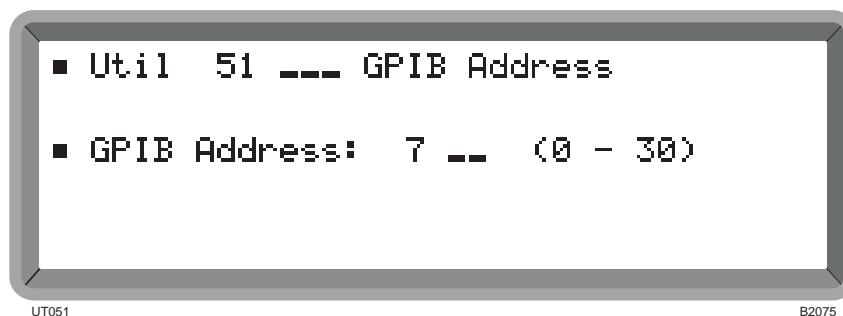 ▪ Util 51 ___ GPIB Address
▪ GPIB Address: 7 __ (0 - 30)
UT051 B2075